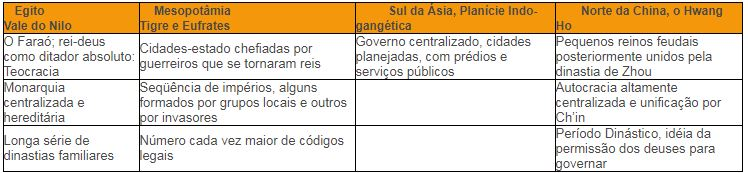 Egito
Vale do Nilo
Mesopotâmia
Tigre e Eufrates
Sul da Ásia, Planície Indo-
gangética
Norte da China, o Hwang
Ho
O Faraó; rei-deus
como ditador absoluto:
Teocracia
Cidades-estado chefiadas por
guerreiros que se tornaram reis
Governo centralizado, cidades
planejadas, com prédios e
serviços públicos
Pequenos reinos feudais
posteriormente unidos pela
dinastia de Zhou
Monarquia
centralizada e
hereditária
Seqüência de impérios, alguns
formados por grupos locais e outros
por invasores
Autocracia altamente
centralizada e unificação por
Ch'in
Longa série de
dinastias familiares
Número cada vez maior de códigos
legais
Período Dinástico, idéia da
permissão dos deuses para
governar